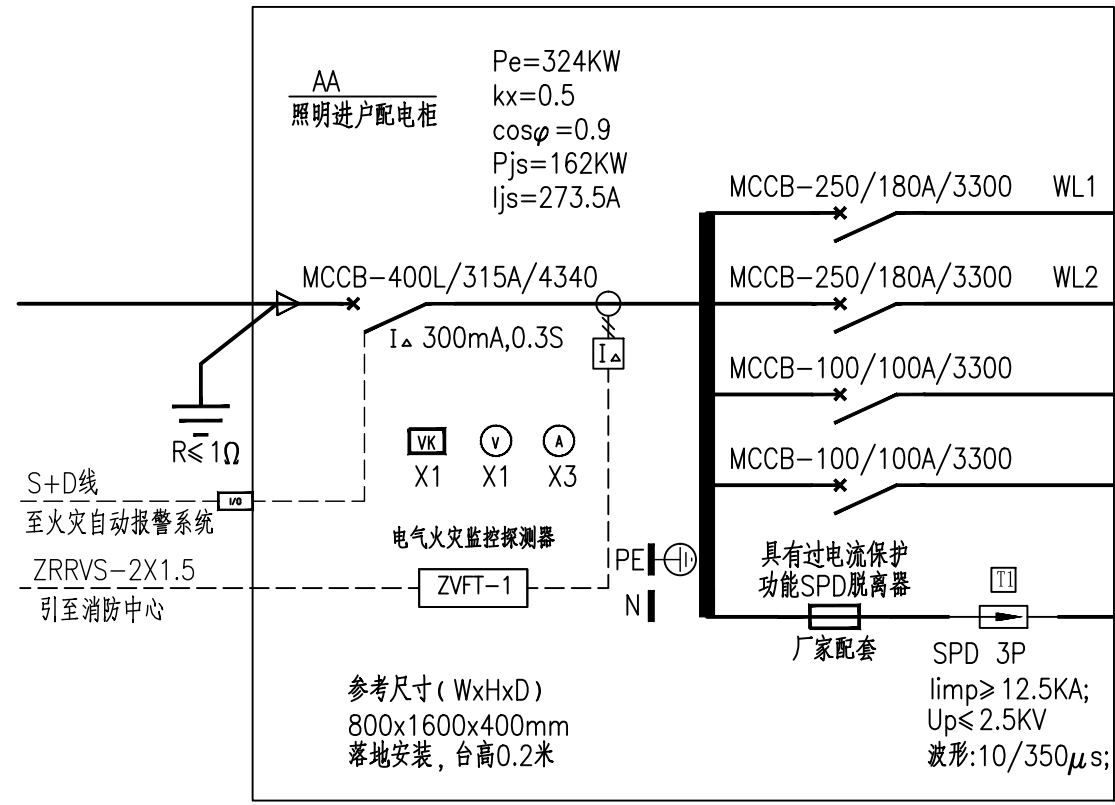 AA
照明进户配电柜
Pe=324KW
kx=0.5
cosφ=0.9
Pjs=162KW
Ijs=273.5A
MCCB-250/180A/3300 WL1
MCCB-400L/315A/4340
MCCB-250/180A/3300 WL2
I△ 300mA,0.3S
I△
MCCB-100/100A/3300
R≤1Ω
VK
V
A
X1
X1
X3
MCCB-100/100A/3300
S+D线
I/O
至火灾自动报警系统
电气火灾监控探测器
ZRRVS-2X1.5
ZVFT-1
引至消防中心
PE
N
具有过电流保护
功能SPD脱离器
T1
厂家配套
SPD 3P
Iimp≥12.5KA;
Up≤2.5KV
波形:10/350μs;
参考尺寸(WxHxD)
800x1600x400mm
落地安装,台高0.2米